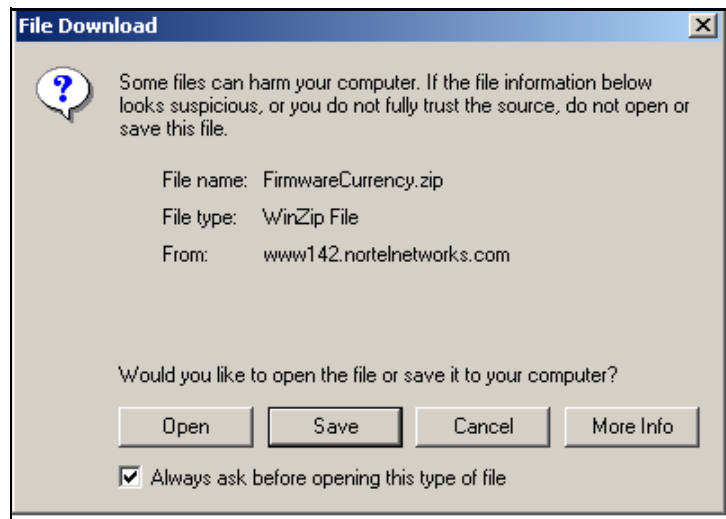 File Download
Some files can harm your computer. If the file information below
looks suspicious, or you do not fully trust the source, do not open or
save this file.
File name: FirmwareCurrency.zip
File type: WinZip File
From: www142.nortelnetworks.com
Would you like to open the file or save it to your computer?
Open Save Cancel More Info
Always ask before opening this type of file